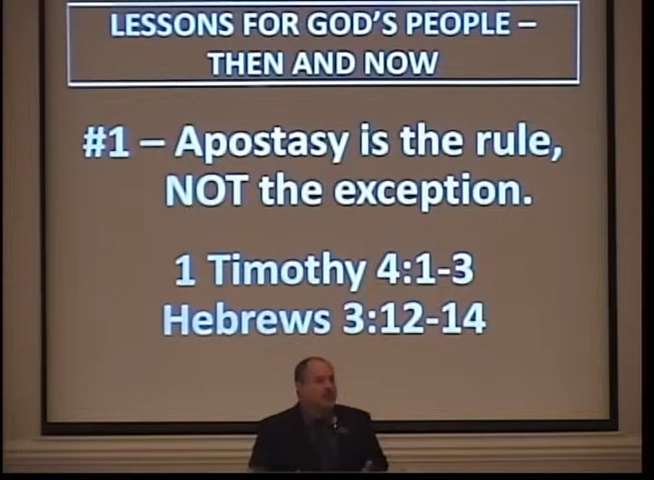 LESSONS FOR GOD'S PEOPLE –
THEN AND NOW
#1 – Apostasy is the rule,
NOT the exception.
1 Timothy 4:1-3
Hebrews 3:12-14